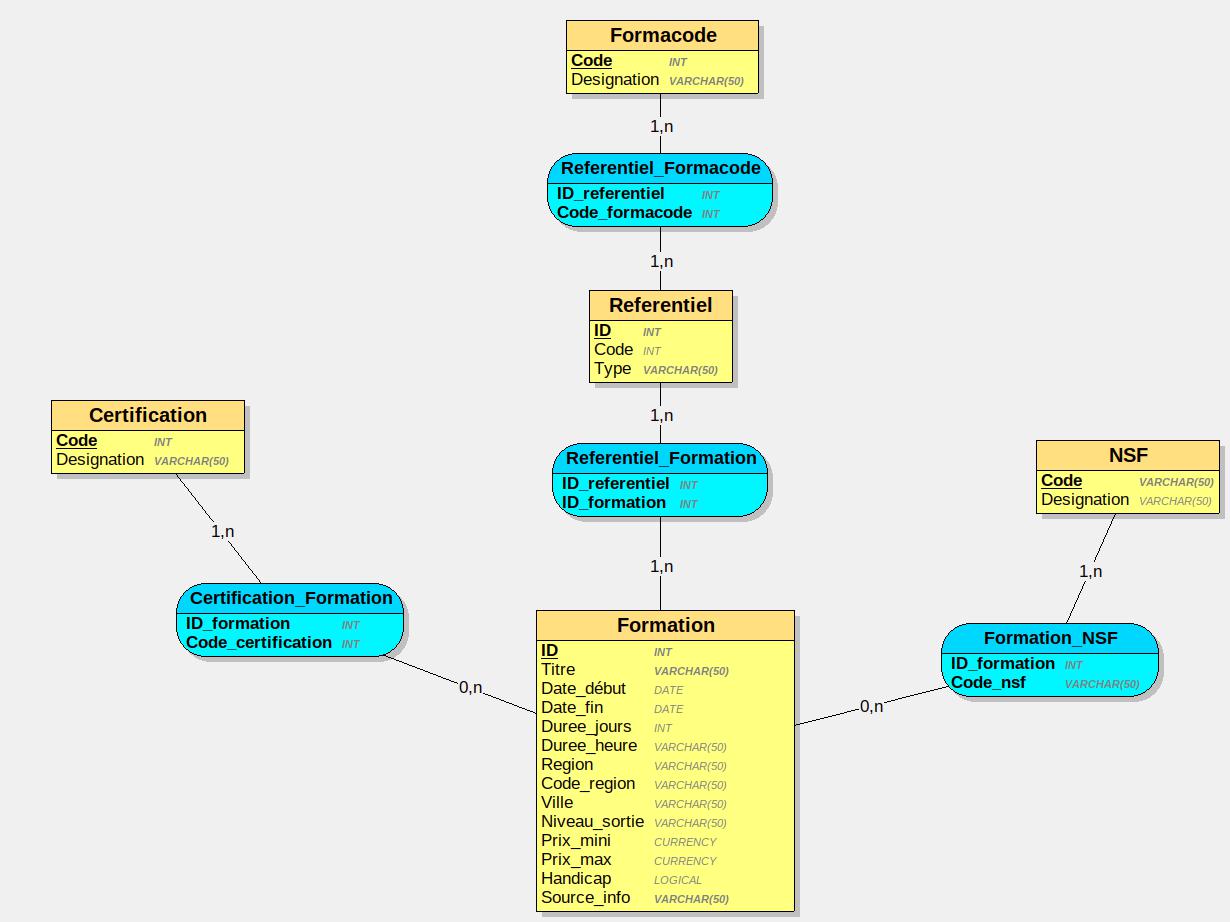 Formacode
Code INT
Designation VARCHAR(50)
1,n
Referentiel_Formacode
ID_referentiel INT
Code_formacode INT
1,n
Referentiel
ID INT
Code INT
Type VARCHAR(50)
1,n
Certification
Code INT
Designation VARCHAR(50)
Referentiel_Formation
ID_referentiel INT
ID_formation INT
NSF
Code VARCHAR(50)
Designation VARCHAR(50)
1,n
1,n
1,n
Certification_Formation
ID_formation INT
Code_certification INT
Formation_NSF
ID_formation INT
Code_nsf VARCHAR(50)
0,n
0,n
Formation
ID INT
Titre VARCHAR(50)
Date_début DATE
Date_fin DATE
Duree_jours INT
Duree_heure VARCHAR(50)
Region VARCHAR(50)
Code_region VARCHAR(50)
Ville VARCHAR(50)
Niveau_sortie VARCHAR(50)
Prix_mini CURRENCY
Prix_max CURRENCY
Handicap LOGICAL
Source_info VARCHAR(50)